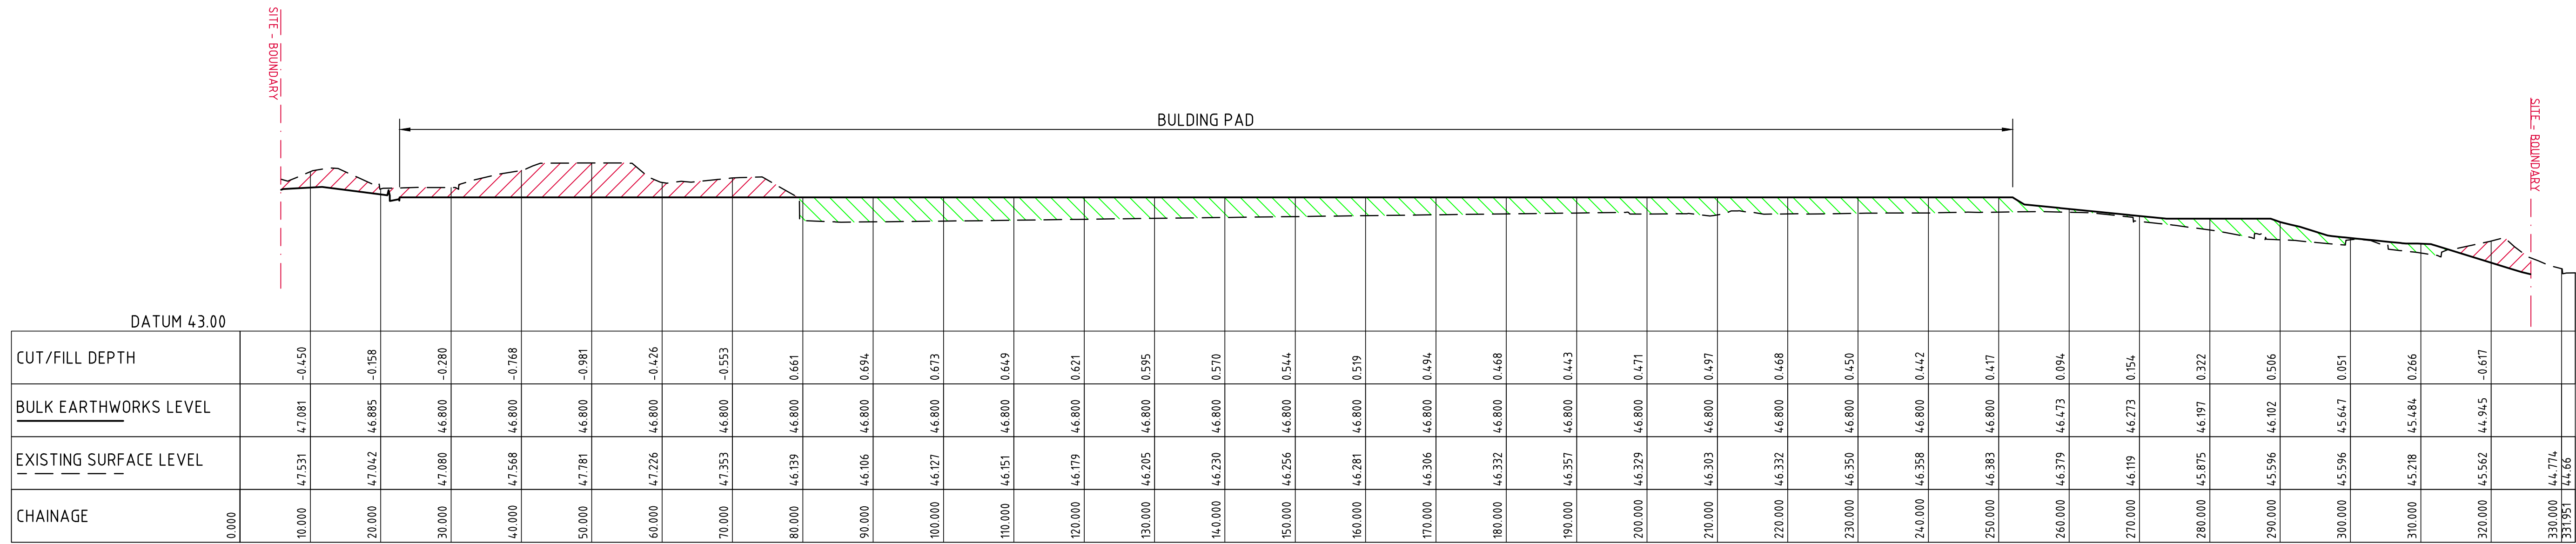 SITE - BOUNDARY
SITE - BOUNDARY
BULDING PAD
DATUM 43.00
CUT/FILL DEPTH -0.450 -0.158 -0.280 -0.768 -0.981 -0.426 -0.553 0.661 0.694 0.673 0.649 0.621 0.595 0.570 0.544 0.519 0.494 0.468 0.443 0.471 0.497 0.468 0.450 0.442 0.417 0.094 0.154 0.322 0.506 0.051 0.266 -0.617
BULK EARTHWORKS LEVEL 47.081 46.885 46.800 46.800 46.800 46.800 46.800 46.800 46.800 46.800 46.800 46.800 46.800 46.800 46.800 46.800 46.800 46.800 46.800 46.800 46.800 46.800 46.800 46.800 46.800 46.473 46.273 46.197 46.102 45.647 45.484 44.945
EXISTING SURFACE LEVEL 47.531 47.042 47.080 47.568 47.781 47.226 47.353 46.139 46.106 46.127 46.151 46.179 46.205 46.230 46.256 46.281 46.306 46.332 46.357 46.329 46.303 46.332 46.350 46.358 46.383 46.379 46.119 45.875 45.596 45.596 45.218 45.562 44.774 44.66
CHAINAGE 0.000 10.000 20.000 30.000 40.000 50.000 60.000 70.000 80.000 90.000 100.000 110.000 120.000 130.000 140.000 150.000 160.000 170.000 180.000 190.000 200.000 210.000 220.000 230.000 240.000 250.000 260.000 270.000 280.000 290.000 300.000 310.000 320.000 330.000 331.951